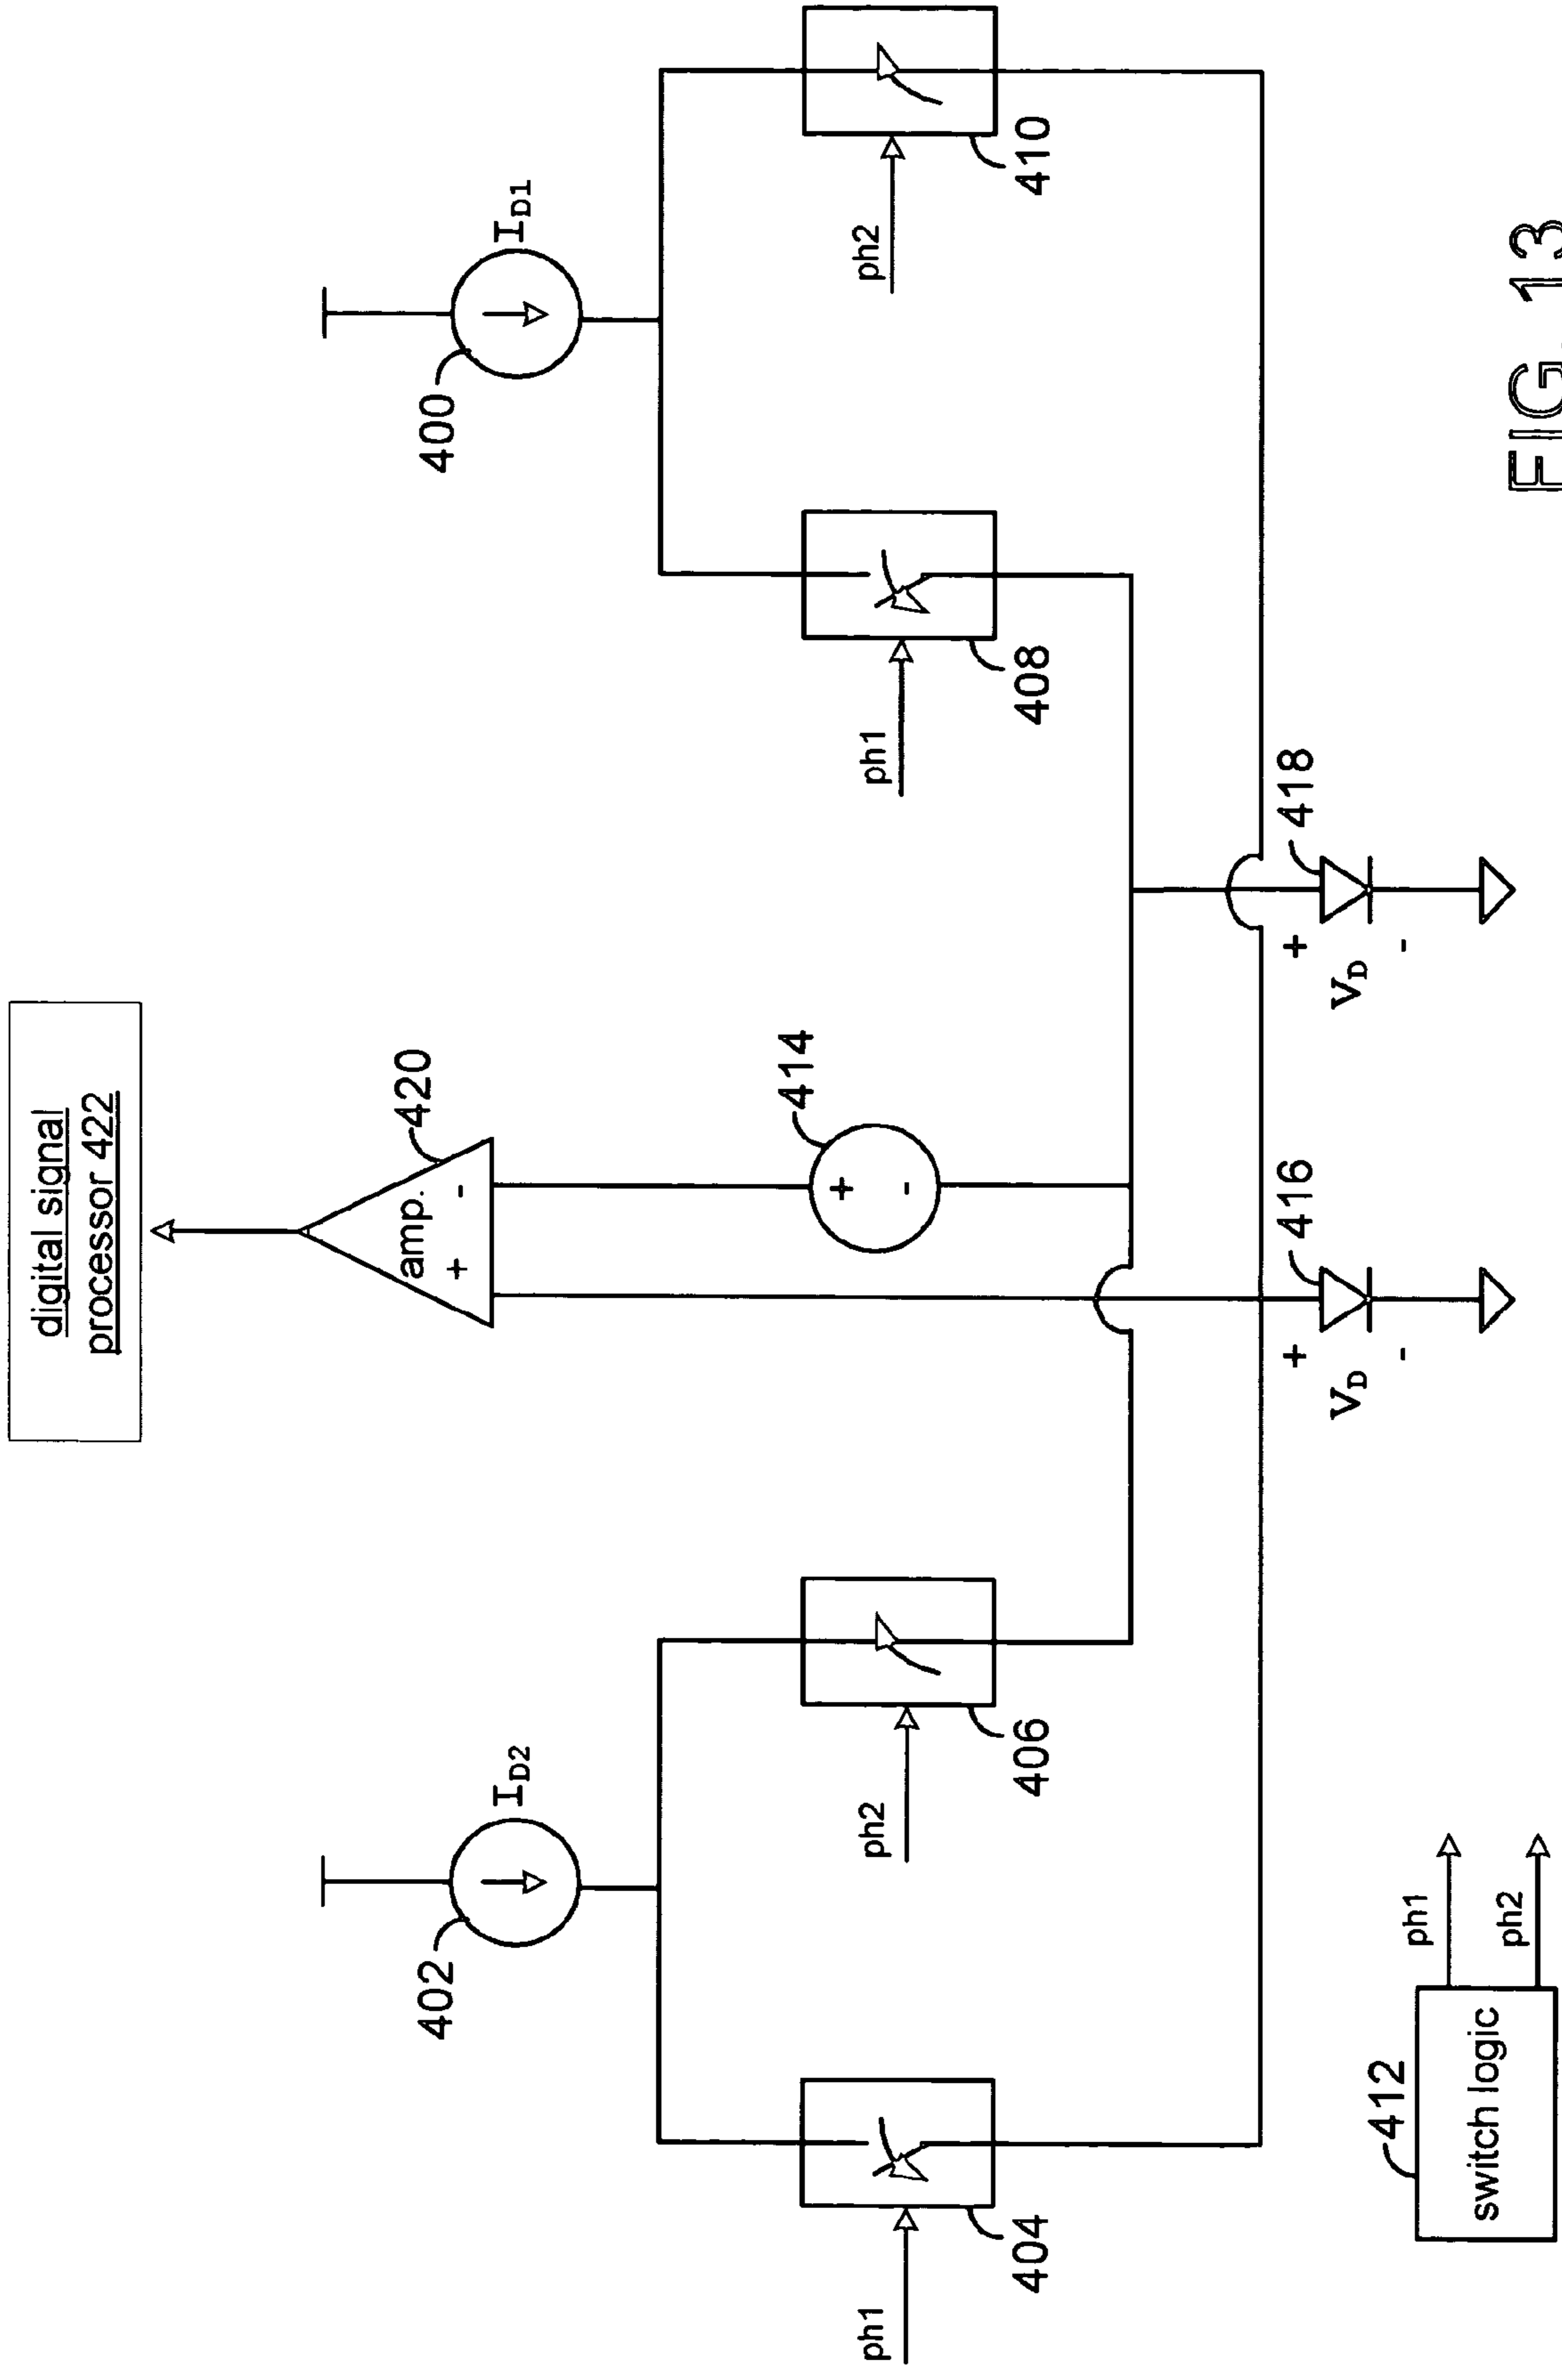 digital signal
processor 422
amp.
+ -
420
402
I_D2
400
I_D1
414
+
-
ph1
404
ph2
406
ph1
408
ph2
410
412
switch logic
ph1
ph2
+
V_D
-
416
+
V_D
-
418
FIG. 13